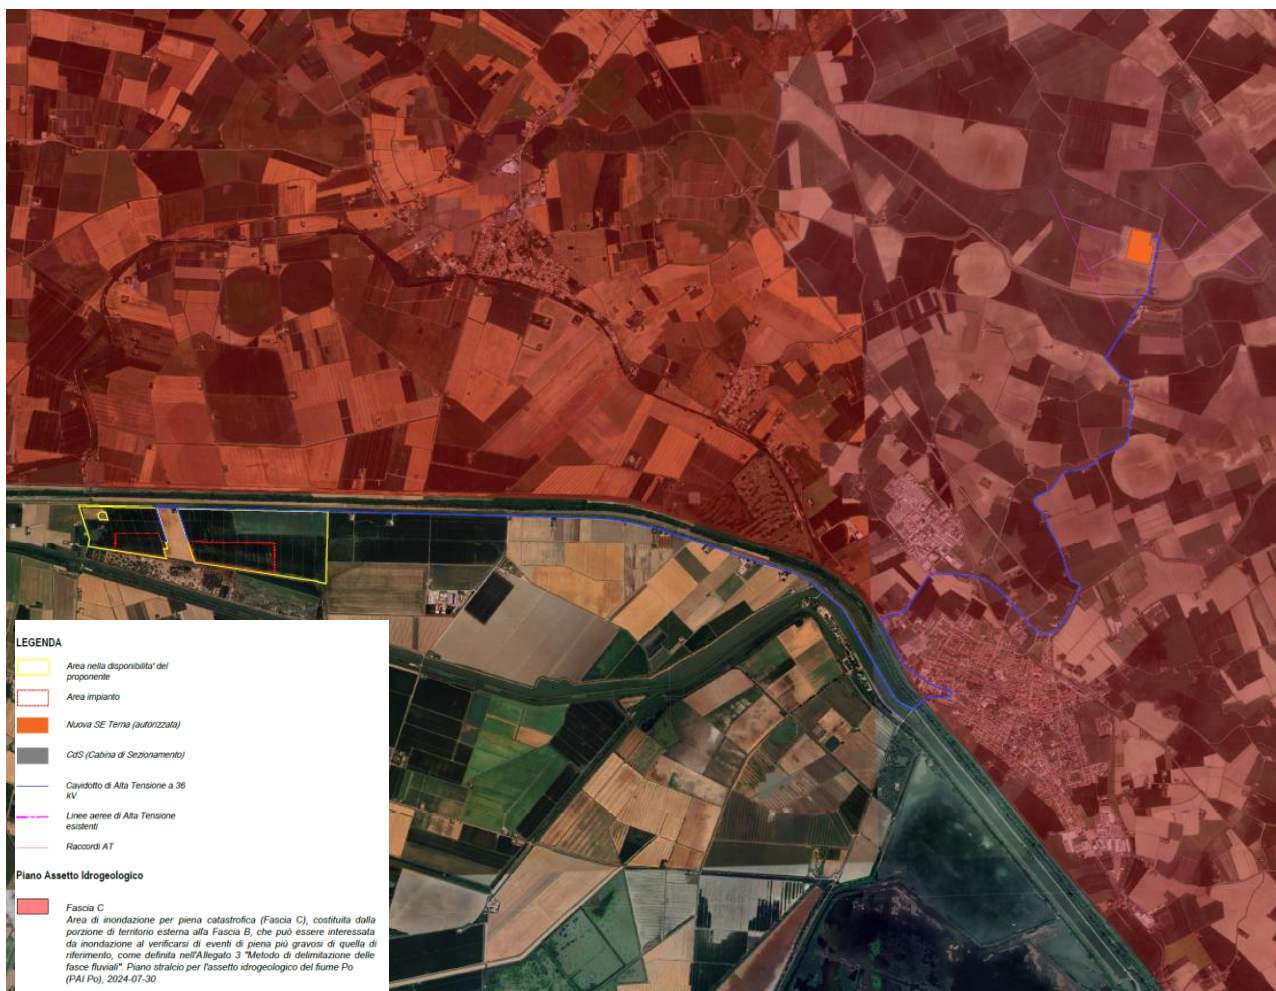 LEGENDA
Area nella disponibilita' del
proponente
Area impianto
Nuova SE Terna (autorizzata)
CdS (Cabina di Sezionamento)
Cavidotto di Alta Tensione a 36
kV
Linee aeree di Alta Tensione
esistenti
Raccordi AT
Piano Assetto Idrogeologico
Fascia C
Area di inondazione per piena catastrofica (Fascia C), costituita dalla
porzione di territorio esterna alla Fascia B, che può essere interessata
da inondazione al verificarsi di eventi di piena più gravosi di quella di
riferimento, come definita nell'Allegato 3 "Metodo di delimitazione delle
fasce fluviali". Piano stralcio per l'assetto idrogeologico del fiume Po
(PAI Po), 2024-07-30